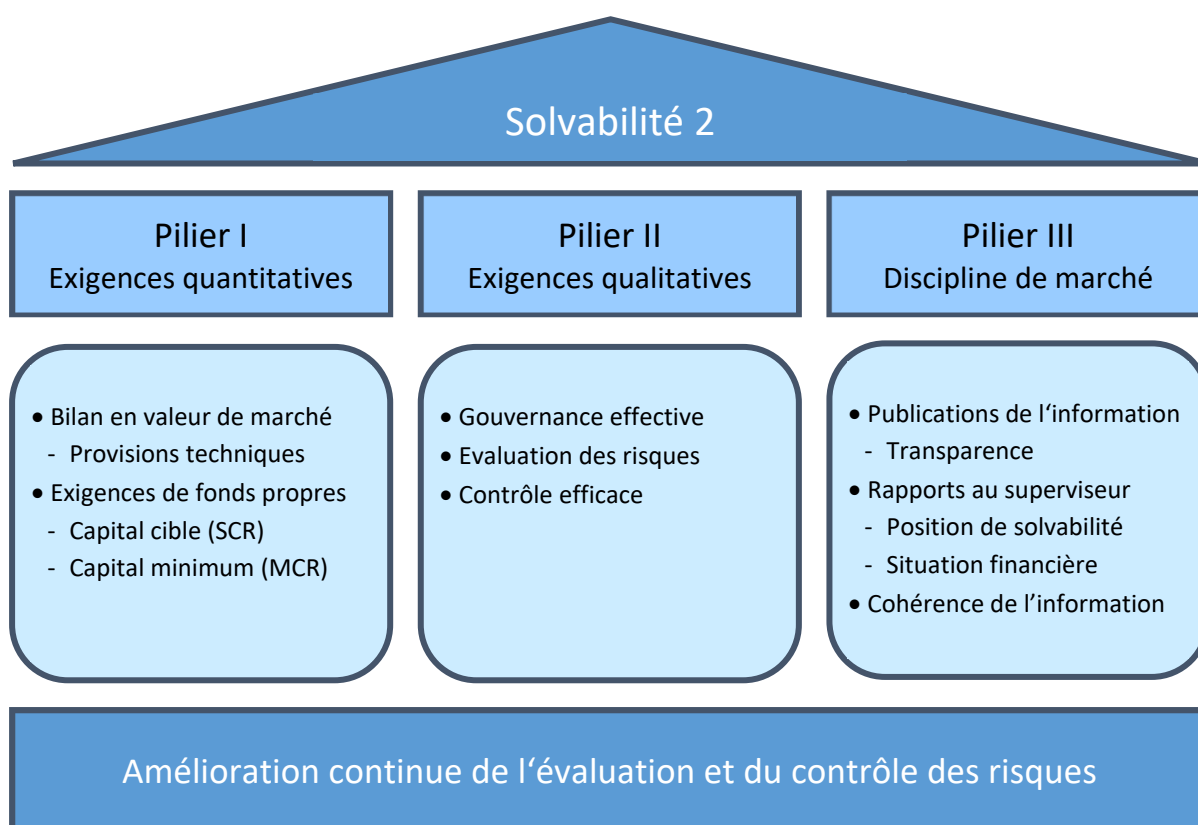 Solvabilité 2
Pilier I
Exigences quantitatives
Pilier II
Exigences qualitatives
Pilier III
Discipline de marché
• Bilan en valeur de marché
- Provisions techniques
• Exigences de fonds propres
- Capital cible (SCR)
- Capital minimum (MCR)
• Gouvernance effective
• Evaluation des risques
• Contrôle efficace
• Publications de l‘information
- Transparence
• Rapports au superviseur
- Position de solvabilité
- Situation financière
• Cohérence de l’information
Amélioration continue de l‘évaluation et du contrôle des risques